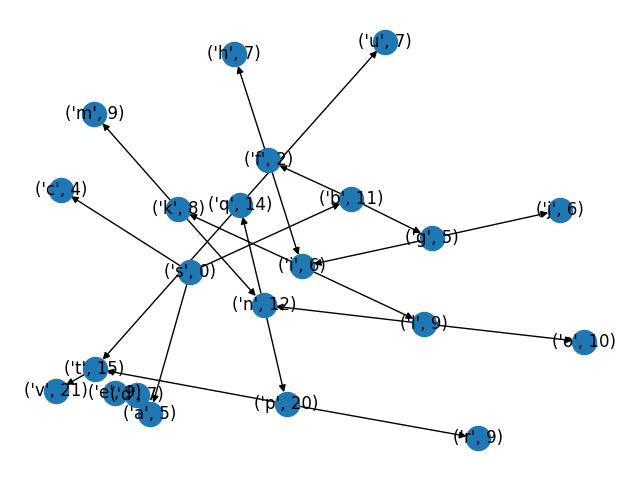 ('u', 7)
('h', 7)
('m', 9)
('f', 2)
('c', 4)
('b', 11)
('q', 14)
('k', 8)
('j', 6)
('g', 5)
('i', 6)
('s', 0)
('n', 12)
('l', 9)
('o', 10)
('t', 15)
('v', 21)
('e', 9)
('d', 7)
('p', 20)
('a', 5)
('r', 9)